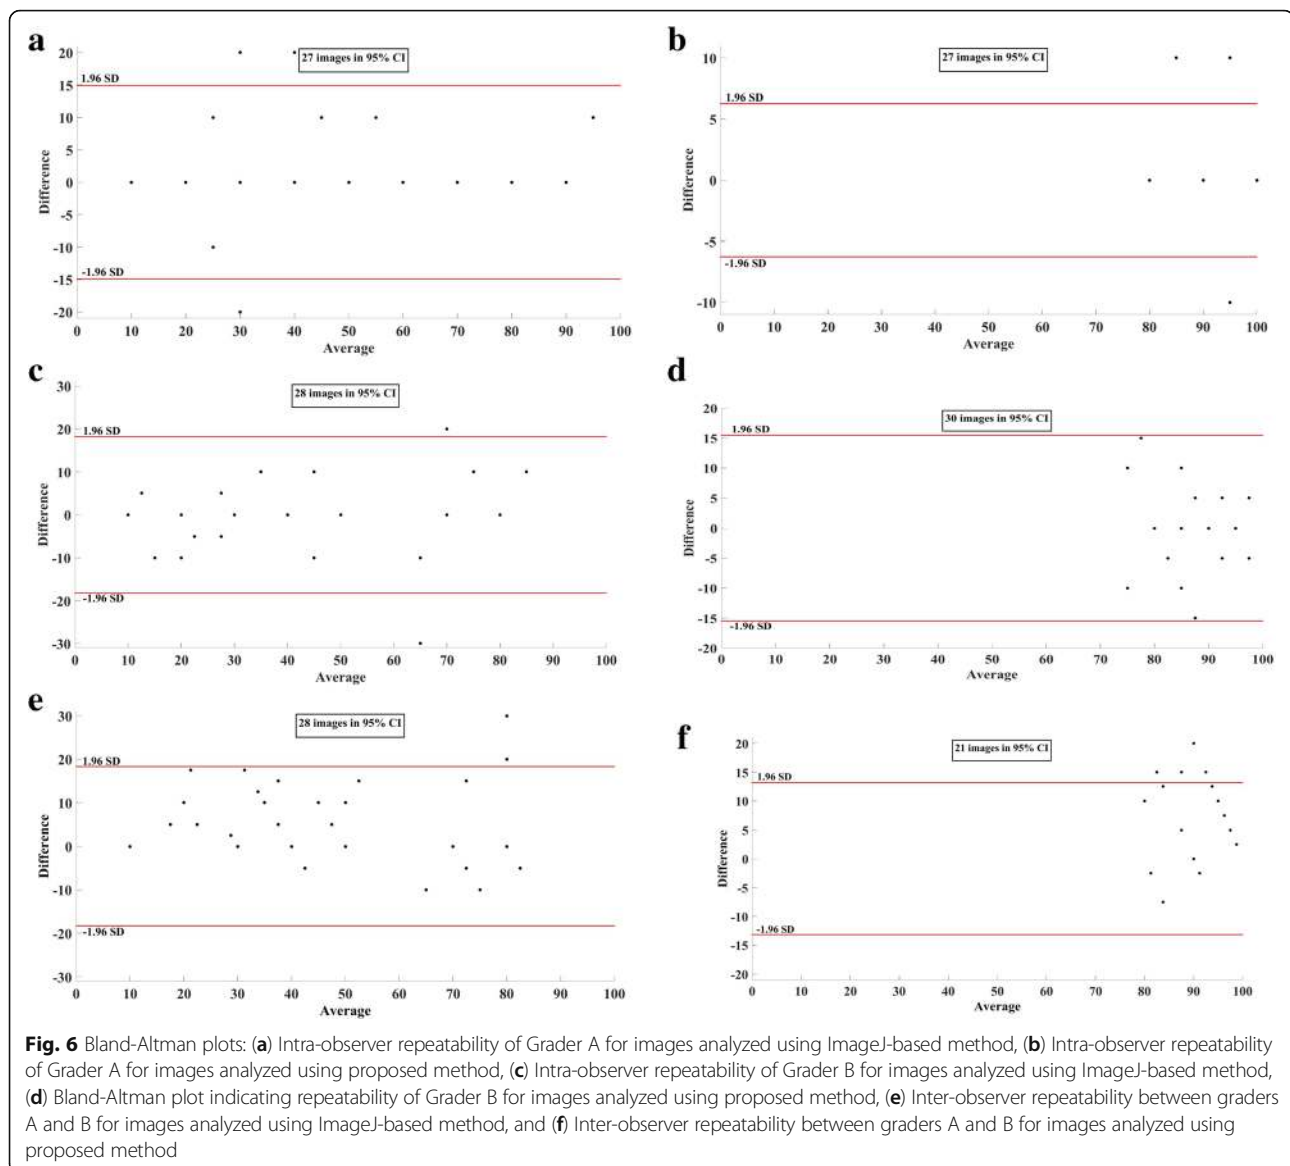 a
27 images in 95% CI
1.96 SD
20
15
10
5
0
-5
-10
-15
-20
Difference
-1.96 SD
0 10 20 30 40 50 60 70 80 90 100
Average
b
27 images in 95% CI
1.96 SD
10
5
0
-5
-10
Difference
-1.96 SD
0 10 20 30 40 50 60 70 80 90 100
Average
c
28 images in 95% CI
1.96 SD
30
20
10
0
-10
-20
-30
Difference
-1.96 SD
0 10 20 30 40 50 60 70 80 90 100
Average
d
30 images in 95% CI
1.96 SD
20
15
10
5
0
-5
-10
-15
-20
Difference
-1.96 SD
0 10 20 30 40 50 60 70 80 90 100
Average
e
28 images in 95% CI
1.96 SD
30
20
10
0
-10
-20
-30
Difference
-1.96 SD
0 10 20 30 40 50 60 70 80 90 100
Average
f
21 images in 95% CI
1.96 SD
20
15
10
5
0
-5
-10
-15
-20
Difference
-1.96 SD
0 10 20 30 40 50 60 70 80 90 100
Average
Fig. 6 Bland-Altman plots: (a) Intra-observer repeatability of Grader A for images analyzed using ImageJ-based method, (b) Intra-observer repeatability
of Grader A for images analyzed using proposed method, (c) Intra-observer repeatability of Grader B for images analyzed using ImageJ-based method,
(d) Bland-Altman plot indicating repeatability of Grader B for images analyzed using proposed method, (e) Inter-observer repeatability between graders
A and B for images analyzed using ImageJ-based method, and (f) Inter-observer repeatability between graders A and B for images analyzed using
proposed method